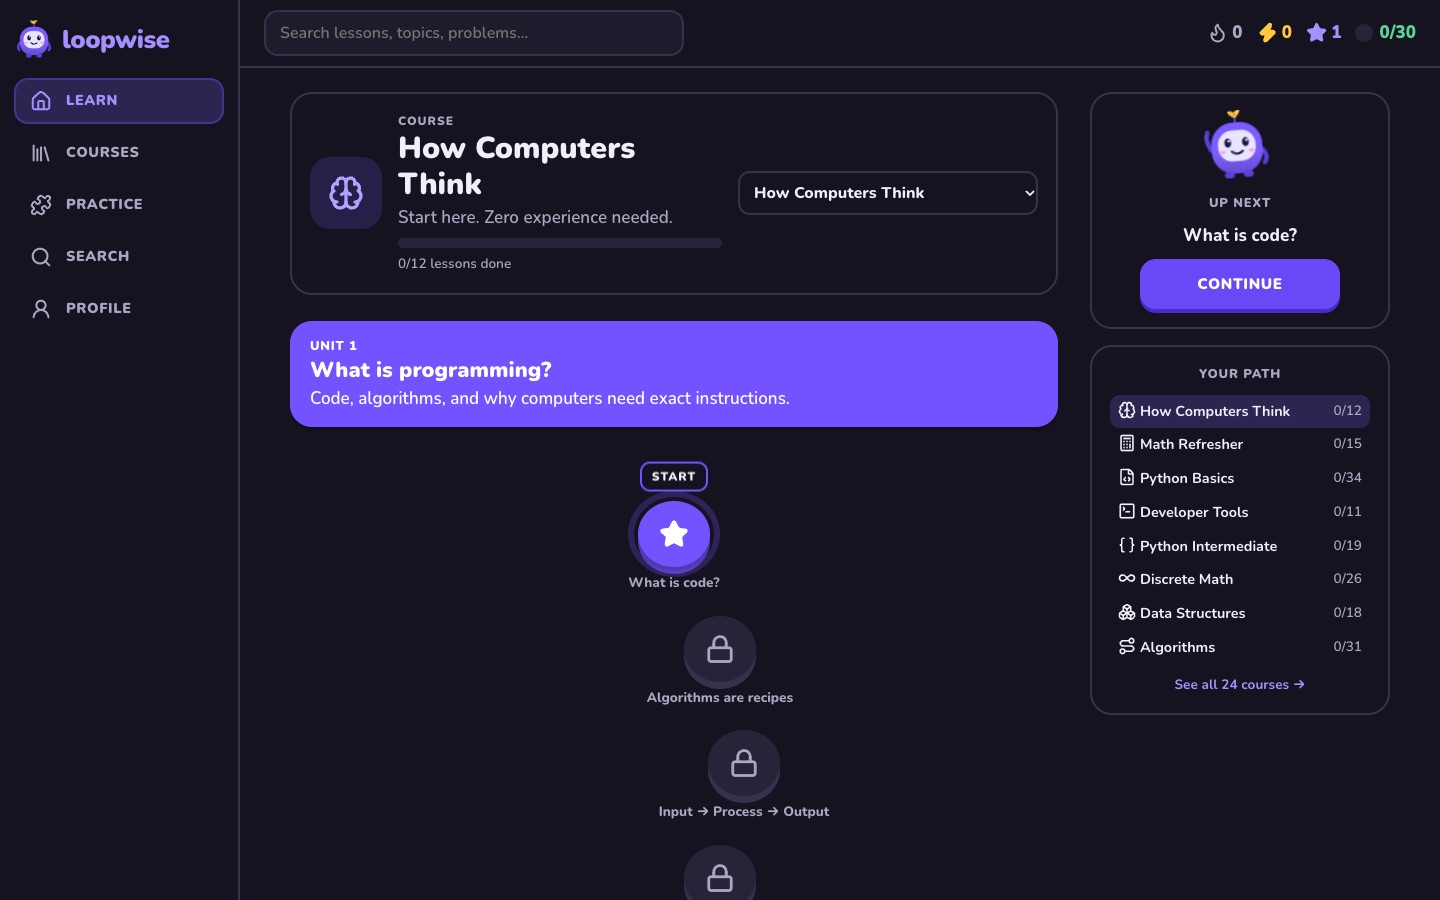 loopwise
LEARN
COURSES
PRACTICE
SEARCH
PROFILE
Search lessons, topics, problems...
0
0
1
0/30
COURSE
How Computers
Think
Start here. Zero experience needed.
0/12 lessons done
How Computers Think
UNIT 1
What is programming?
Code, algorithms, and why computers need exact instructions.
START
What is code?
Algorithms are recipes
Input → Process → Output
UP NEXT
What is code?
CONTINUE
YOUR PATH
How Computers Think 0/12
Math Refresher 0/15
Python Basics 0/34
Developer Tools 0/11
Python Intermediate 0/19
Discrete Math 0/26
Data Structures 0/18
Algorithms 0/31
See all 24 courses →